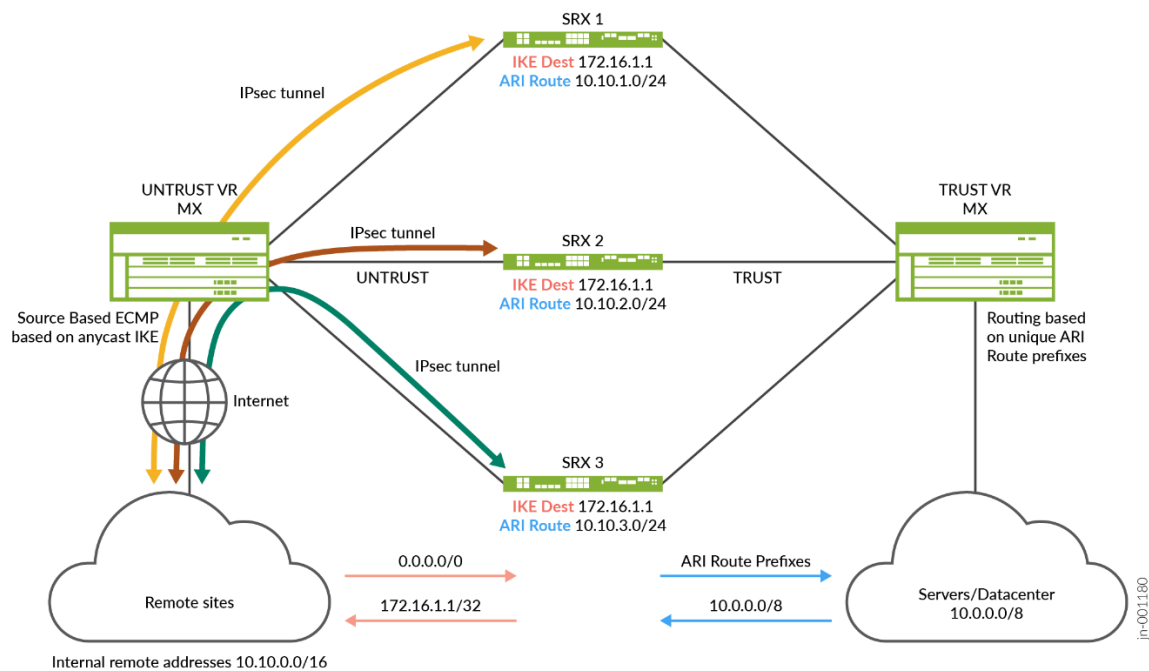 SRX 1
IKE Dest 172.16.1.1
ARI Route 10.10.1.0/24
IPsec tunnel
UNTRUST VR
MX
TRUST VR
MX
IPsec tunnel
SRX 2
UNTRUST
TRUST
IKE Dest 172.16.1.1
ARI Route 10.10.2.0/24
Source Based ECMP
based on anycast IKE
Routing based
on unique ARI
Route prefixes
IPsec tunnel
Internet
SRX 3
IKE Dest 172.16.1.1
ARI Route 10.10.3.0/24
0.0.0.0/0
ARI Route Prefixes
Remote sites
172.16.1.1/32
10.0.0.0/8
Servers/Datacenter
10.0.0.0/8
Internal remote addresses 10.10.0.0/16
jn-001180